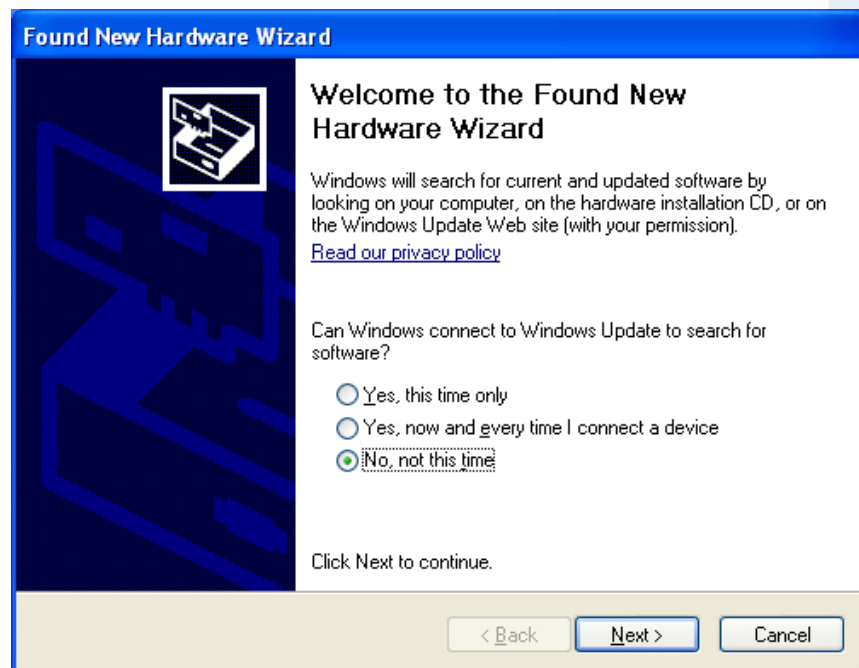 Found New Hardware Wizard
Welcome to the Found New
Hardware Wizard
Windows will search for current and updated software by
looking on your computer, on the hardware installation CD, or on
the Windows Update Web site (with your permission).
Read our privacy policy
Can Windows connect to Windows Update to search for
software?
Yes, this time only
Yes, now and every time I connect a device
No, not this time
Click Next to continue.
< Back Next > Cancel